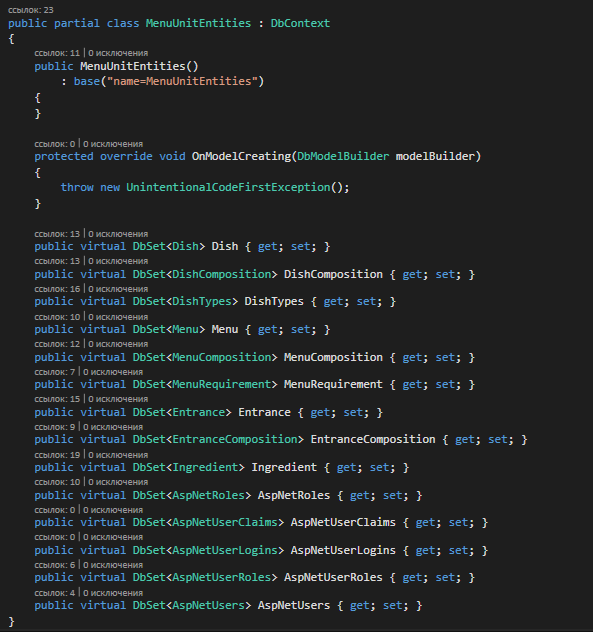 ссылок: 23
public partial class MenuUnitEntities : DbContext
{
ссылок: 11 | 0 исключения
public MenuUnitEntities()
: base("name=MenuUnitEntities")
{
}
ссылок: 0 | 0 исключения
protected override void OnModelCreating(DbModelBuilder modelBuilder)
{
throw new UnintentionalCodeFirstException();
}
ссылок: 13 | 0 исключения
public virtual DbSet<Dish> Dish { get; set; }
ссылок: 13 | 0 исключения
public virtual DbSet<DishComposition> DishComposition { get; set; }
ссылок: 16 | 0 исключения
public virtual DbSet<DishTypes> DishTypes { get; set; }
ссылок: 10 | 0 исключения
public virtual DbSet<Menu> Menu { get; set; }
ссылок: 12 | 0 исключения
public virtual DbSet<MenuComposition> MenuComposition { get; set; }
ссылок: 7 | 0 исключения
public virtual DbSet<MenuRequirement> MenuRequirement { get; set; }
ссылок: 15 | 0 исключения
public virtual DbSet<Entrance> Entrance { get; set; }
ссылок: 9 | 0 исключения
public virtual DbSet<EntranceComposition> EntranceComposition { get; set; }
ссылок: 19 | 0 исключения
public virtual DbSet<Ingredient> Ingredient { get; set; }
ссылок: 10 | 0 исключения
public virtual DbSet<AspNetRoles> AspNetRoles { get; set; }
ссылок: 0 | 0 исключения
public virtual DbSet<AspNetUserClaims> AspNetUserClaims { get; set; }
ссылок: 0 | 0 исключения
public virtual DbSet<AspNetUserLogins> AspNetUserLogins { get; set; }
ссылок: 6 | 0 исключения
public virtual DbSet<AspNetUserRoles> AspNetUserRoles { get; set; }
ссылок: 4 | 0 исключения
public virtual DbSet<AspNetUsers> AspNetUsers { get; set; }
}